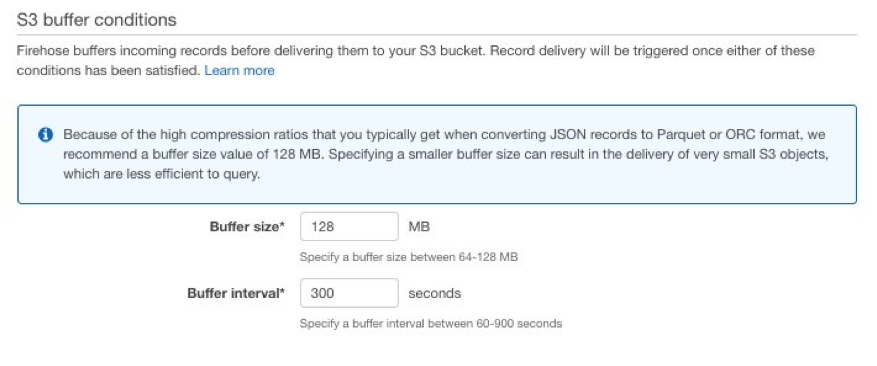 S3 buffer conditions
Firehose buffers incoming records before delivering them to your S3 bucket. Record delivery will be triggered once either of these
conditions has been satisfied. Learn more
Because of the high compression ratios that you typically get when converting JSON records to Parquet or ORC format, we
recommend a buffer size value of 128 MB. Specifying a smaller buffer size can result in the delivery of very small S3 objects,
which are less efficient to query.
Buffer size* 128 MB
Specify a buffer size between 64-128 MB
Buffer interval* 300 seconds
Specify a buffer interval between 60-900 seconds